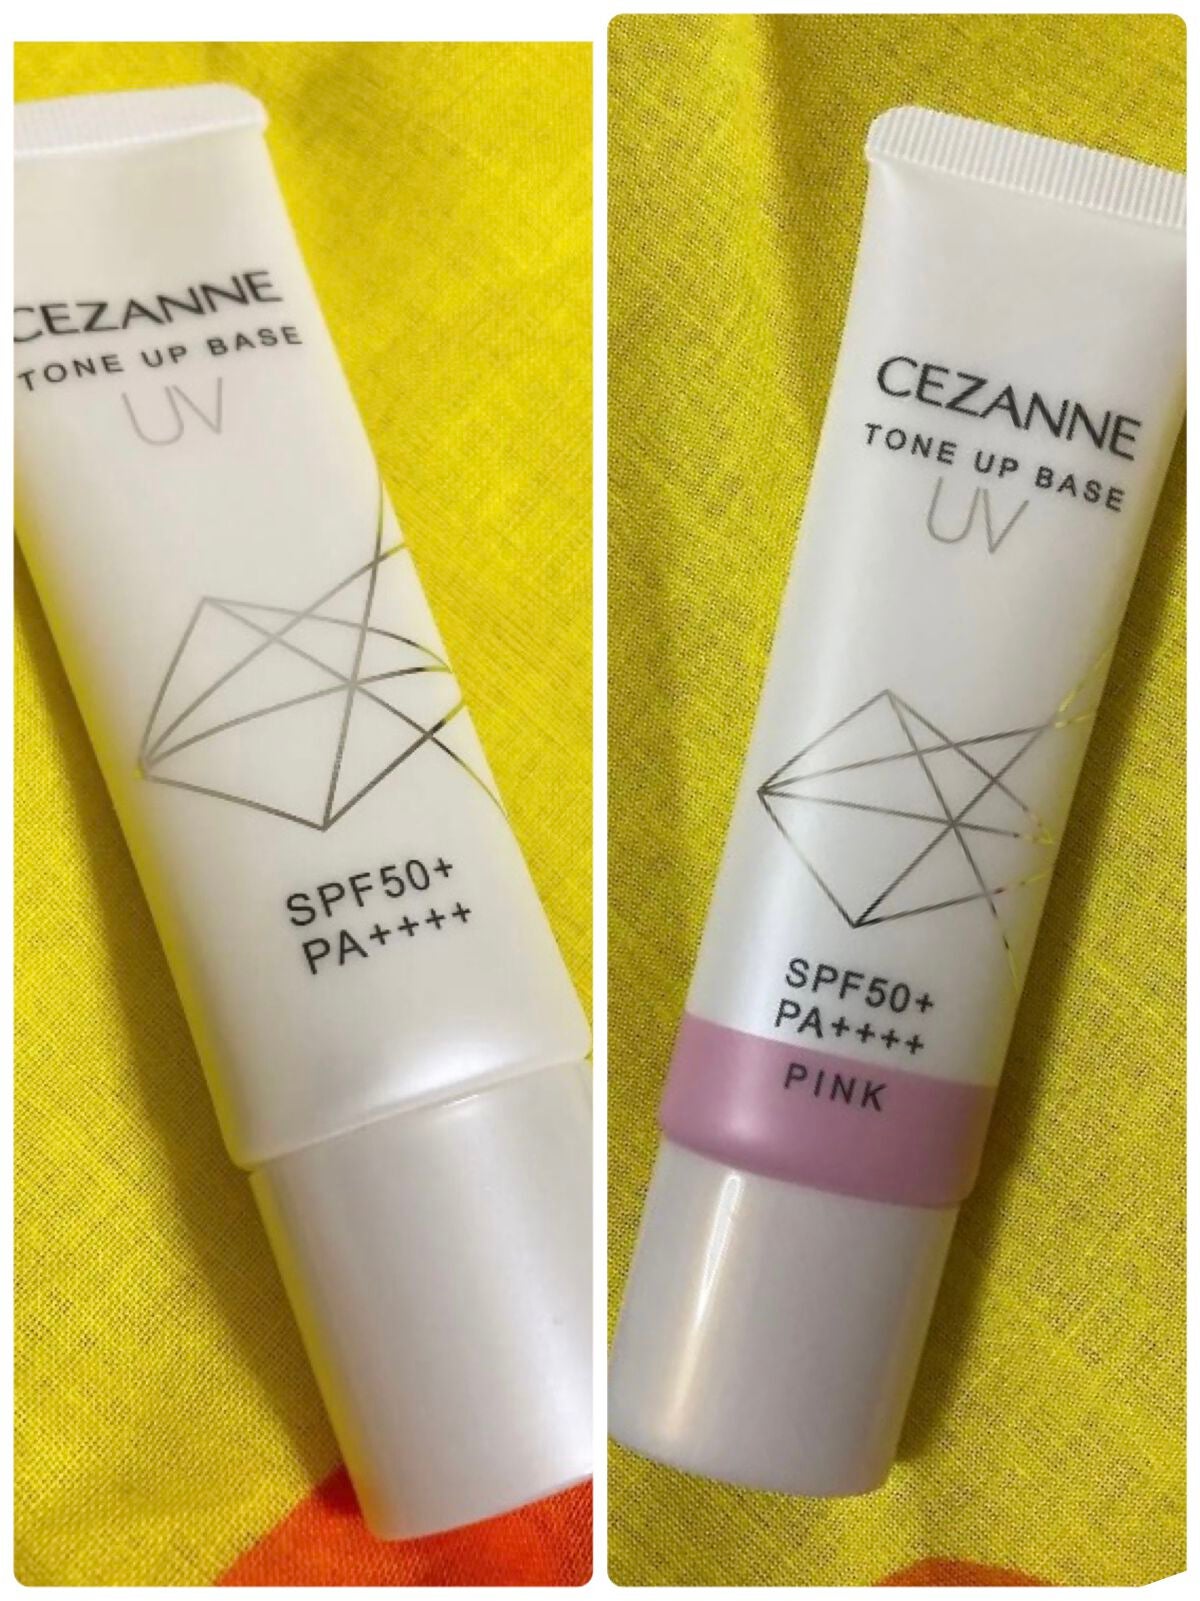 CEZANNE
TONE UP BASE
UV
SPF50+
PA++++
CEZANNE
TONE UP BASE
UV
SPF50+
PA++++
PINK